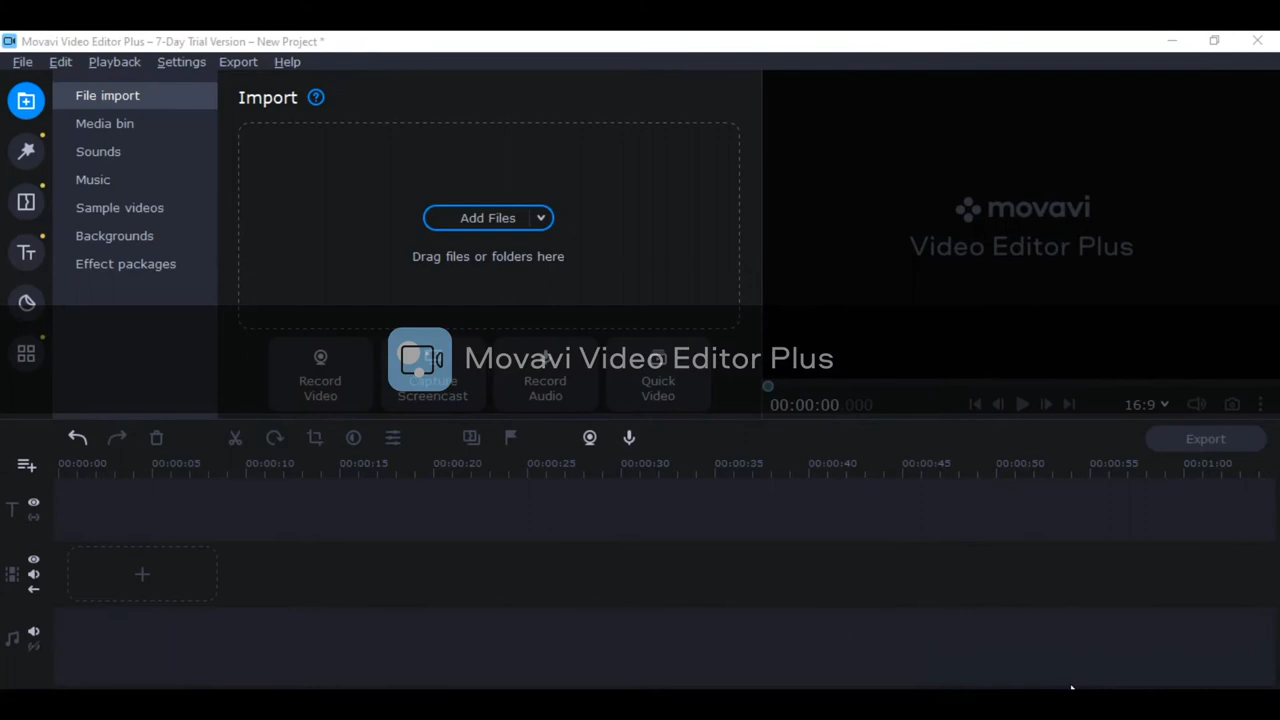 Movavi Video Editor Plus – 7-Day Trial Version – New Project *
File Edit Playback Settings Export Help
File import
Media bin
Sounds
Music
Sample videos
Backgrounds
Effect packages
Import ?
Add Files
Drag files or folders here
movavi
Video Editor Plus
Movavi Video Editor Plus
Record
Video
Capture
Screencast
Record
Audio
Quick
Video
00:00:00.000
16:9
Export
00:00:00 00:00:05 00:00:10 00:00:15 00:00:20 00:00:25 00:00:30 00:00:35 00:00:40 00:00:45 00:00:50 00:00:55 00:01:00